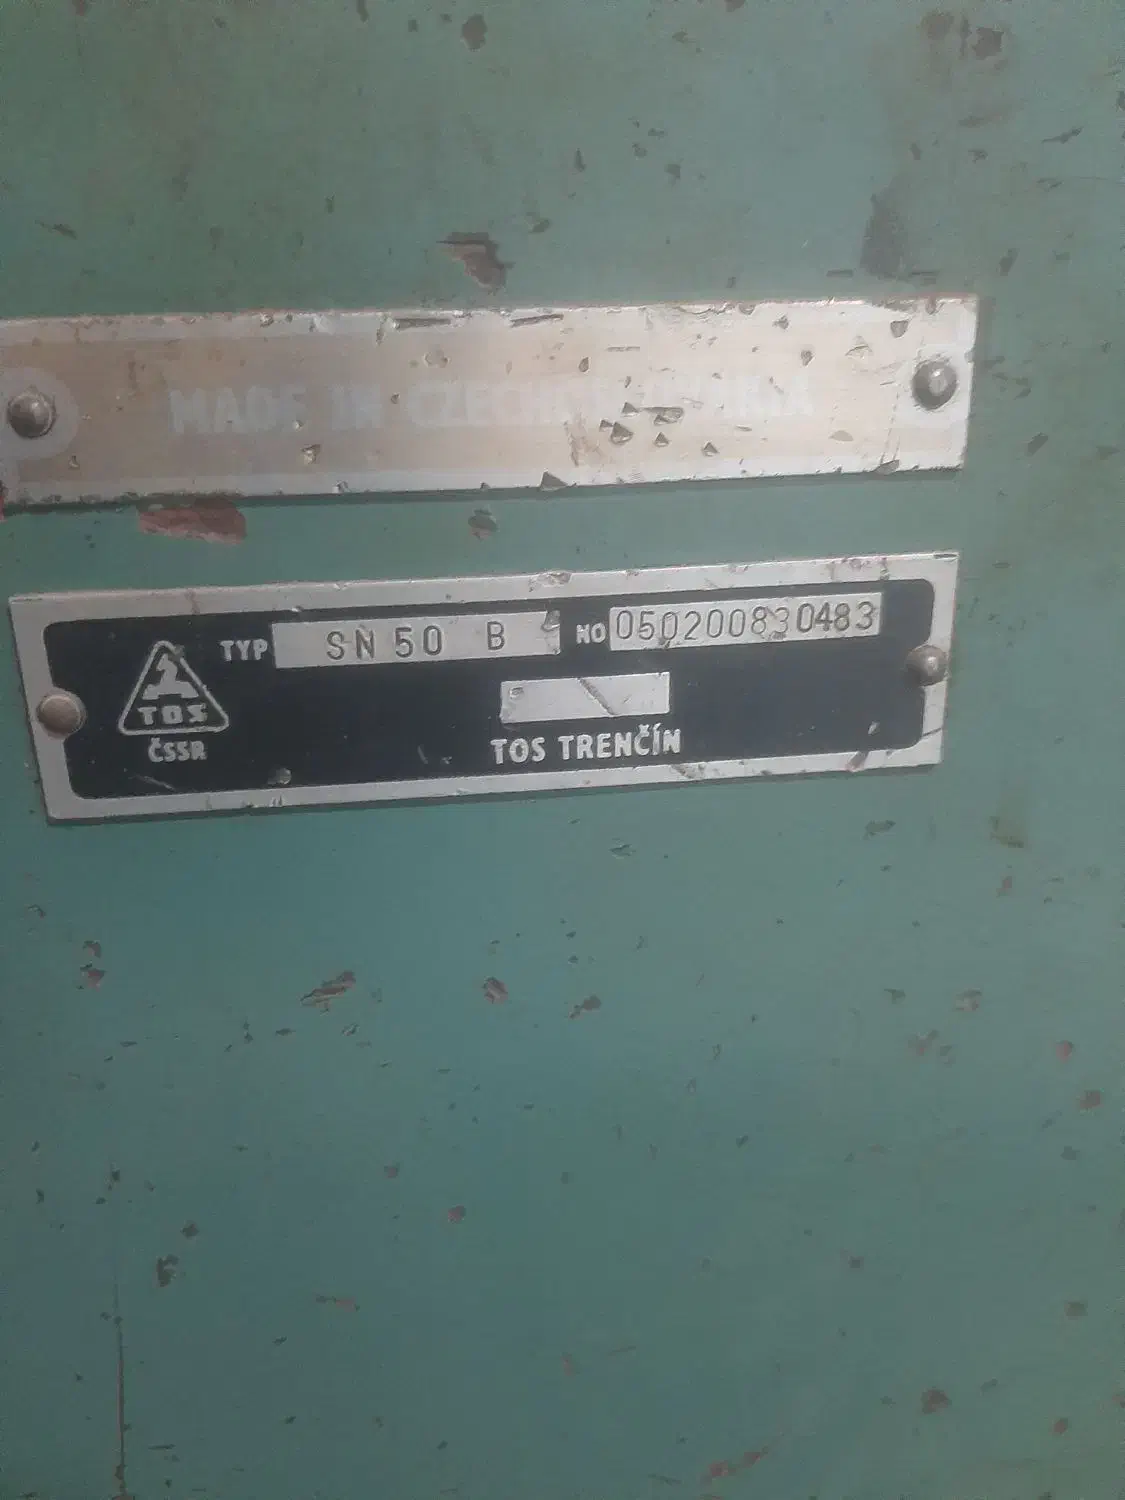 MADE IN CZECHOSLOVAKIA
TYP SN 50 B NO 050200830483
TOS
ČSSR
TOS TRENČÍN